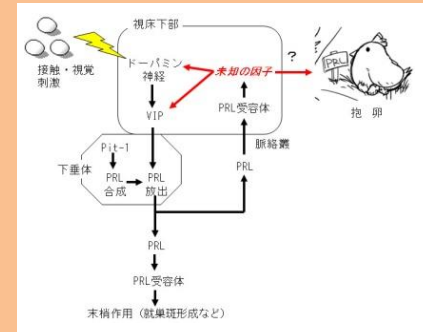 視床下部
接触・視覚
刺激
ドーパミン
神経
未知の因子
?
PRL
抱 卵
VIP
PRL受容体
脈絡叢
下垂体
Pit-1
PRL
合成
PRL
放出
PRL
PRL
PRL受容体
末梢作用（就巣斑形成など）